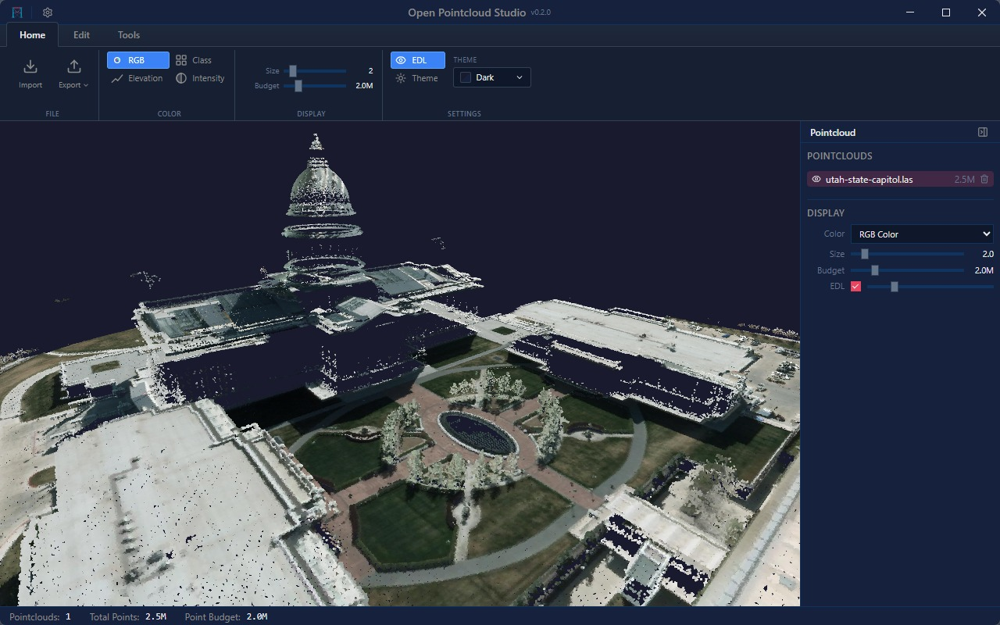 Open Pointcloud Studio v0.2.0
Home Edit Tools
Import
Export
FILE
RGB Class
Elevation Intensity
COLOR
Size 2
Budget 2.0M
DISPLAY
EDL THEME
Theme Dark
SETTINGS
Pointcloud
POINTCLOUDS
utah-state-capitol.las 2.5M
DISPLAY
Color RGB Color
Size 2.0
Budget 2.0M
EDL
Pointclouds: 1 Total Points: 2.5M Point Budget: 2.0M